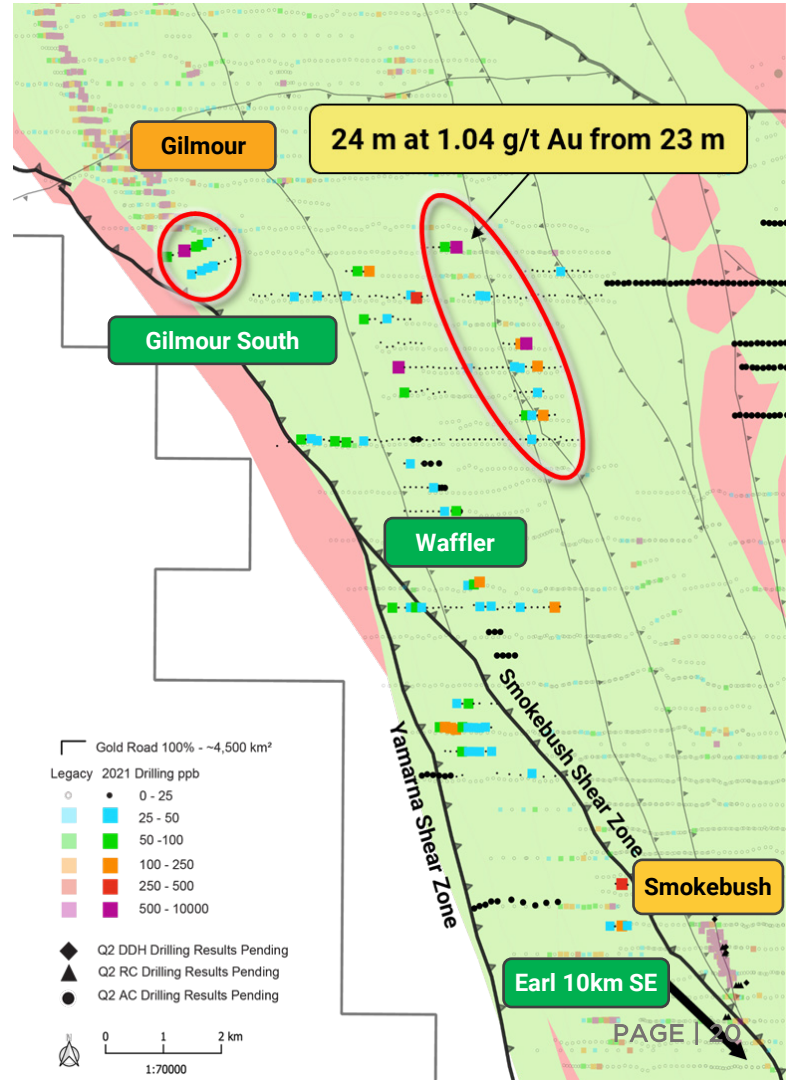 24 m at 1.04 g/t Au from 23 m
Gilmour
Gilmour South
Waffler
Smokebush Shear Zone
Yamarna Shear Zone
Gold Road 100% - ~4,500 km²
Legacy 2021 Drilling ppb
0 - 25
25 - 50
50 -100
100 - 250
250 - 500
500 - 10000
Smokebush
Q2 DDH Drilling Results Pending
Q2 RC Drilling Results Pending
Q2 AC Drilling Results Pending
Earl 10km SE
PAGE | 20
N
0 1 2 km
1:70000